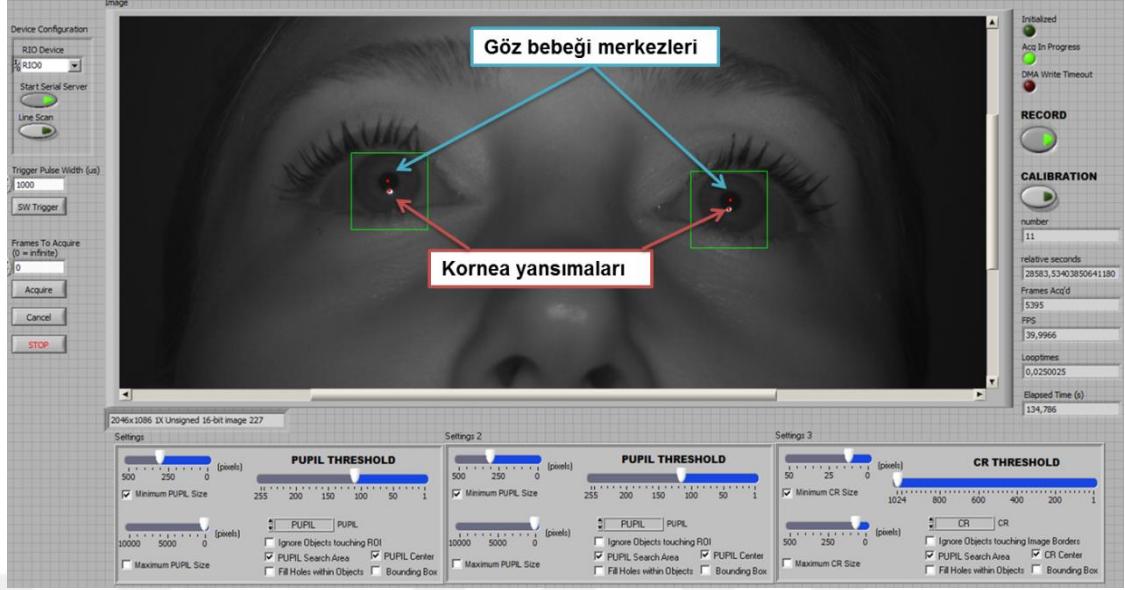 Image
Device Configuration
RIO Device
RIO0
Start Serial Server
Line Scan
Trigger Pulse Width (us)
1000
SW Trigger
Frames To Acquire
(0 = infinite)
0
Acquire
Cancel
STOP
Göz bebeği merkezleri
Kornea yansımaları
Initialized
Acq In Progress
DMA Write Timeout
RECORD
CALIBRATION
number
11
relative seconds
28583,53403850641180
Frames Acq'd
5395
FPS
39,9966
Looptimes
0,0250025
Elapsed Time (s)
134,786
2046x1086 1X Unsigned 16-bit image 227
Settings
500 250 0 (pixels)
Minimum PUPIL Size
10000 5000 0 (pixels)
Maximum PUPIL Size
PUPIL THRESHOLD
255 200 150 100 50 1
PUPIL PUPIL
Ignore Objects touching ROI
PUPIL Search Area PUPIL Center
Fill Holes within Objects Bounding Box
Settings 2
500 250 0 (pixels)
Minimum PUPIL Size
10000 5000 0 (pixels)
Maximum PUPIL Size
PUPIL THRESHOLD
255 200 150 100 50 1
PUPIL PUPIL
Ignore Objects touching ROI
PUPIL Search Area PUPIL Center
Fill Holes within Objects Bounding Box
Settings 3
50 25 0 (pixels)
Minimum CR Size
500 250 0 (pixels)
Maximum CR Size
CR THRESHOLD
1024 800 600 400 200 1
CR CR
Ignore Objects touching Image Borders
PUPIL Search Area CR Center
Fill Holes within Objects Bounding Box